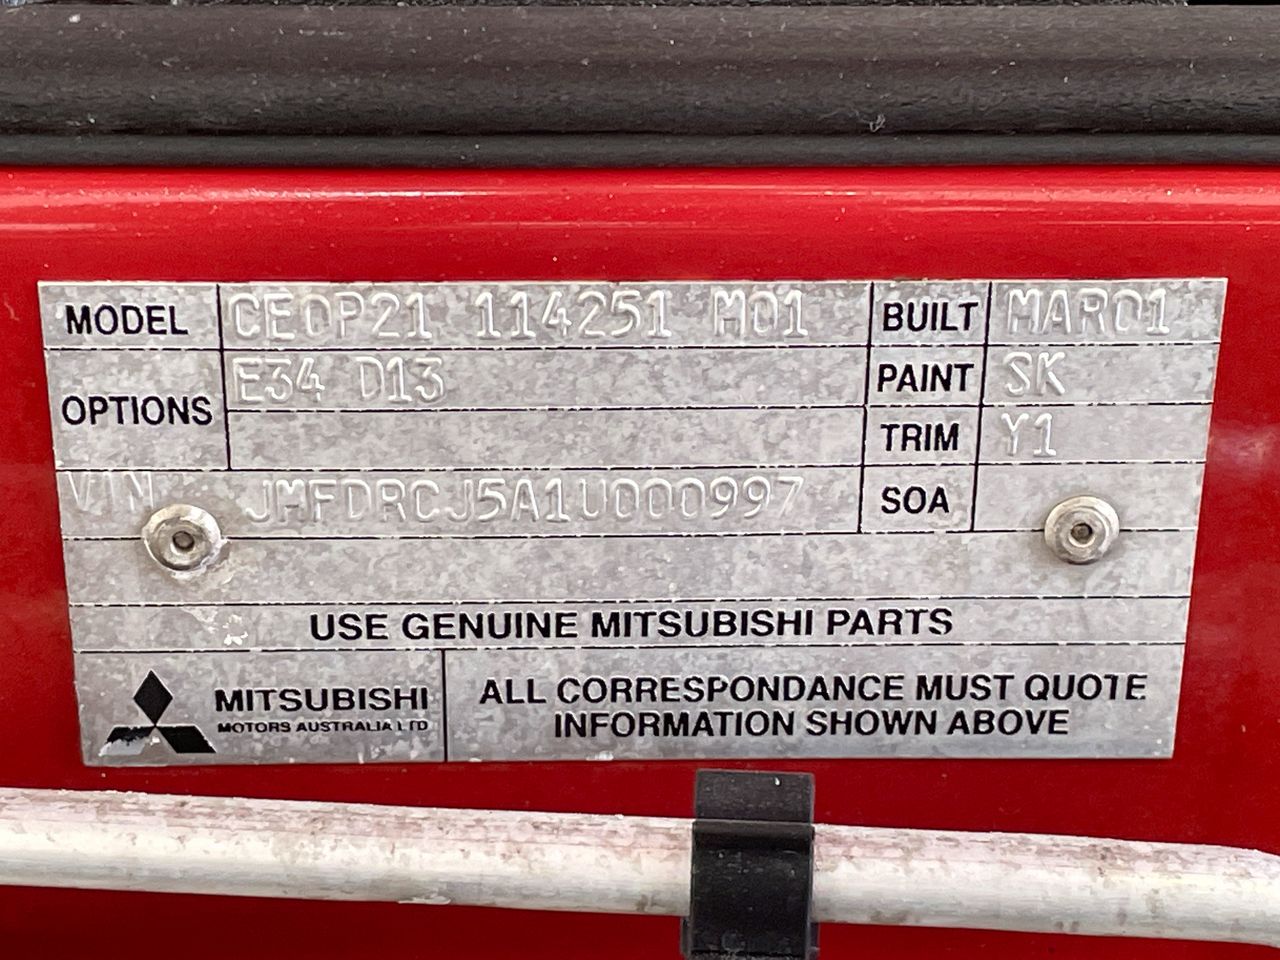 MODEL CE0P21 114251 M01 BUILT MAR01
OPTIONS E34 D13 PAINT SK
TRIM Y1
VIN JMFDRCJ5A1U000997 SOA
USE GENUINE MITSUBISHI PARTS
MITSUBISHI
MOTORS AUSTRALIA LTD
ALL CORRESPONDANCE MUST QUOTE
INFORMATION SHOWN ABOVE